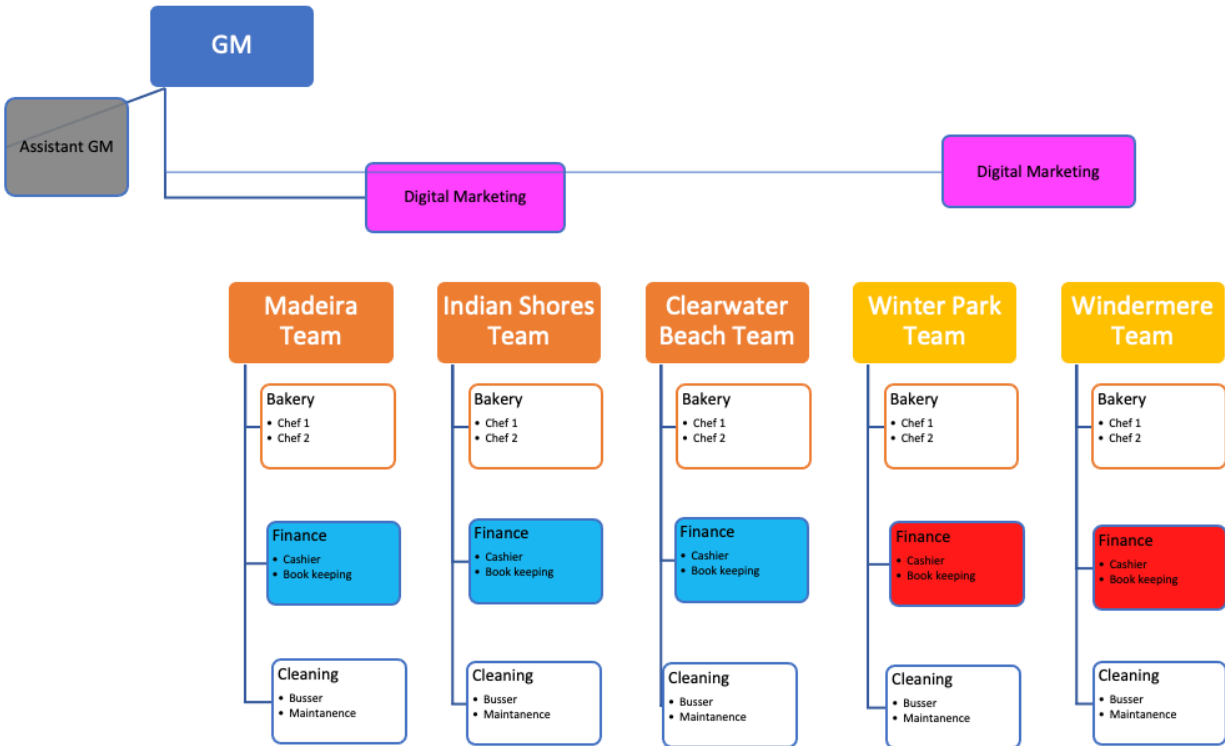 GM
Assistant GM
Digital Marketing
Digital Marketing
Madeira
Team
Bakery
• Chef 1
• Chef 2
Finance
• Cashier
• Book keeping
Cleaning
• Busser
• Maintanence
Indian Shores
Team
Bakery
• Chef 1
• Chef 2
Finance
• Cashier
• Book keeping
Cleaning
• Busser
• Maintanence
Clearwater
Beach Team
Bakery
• Chef 1
• Chef 2
Finance
• Cashier
• Book keeping
Cleaning
• Busser
• Maintanence
Winter Park
Team
Bakery
• Chef 1
• Chef 2
Finance
• Cashier
• Book keeping
Cleaning
• Busser
• Maintanence
Windermere
Team
Bakery
• Chef 1
• Chef 2
Finance
• Cashier
• Book keeping
Cleaning
• Busser
• Maintanence